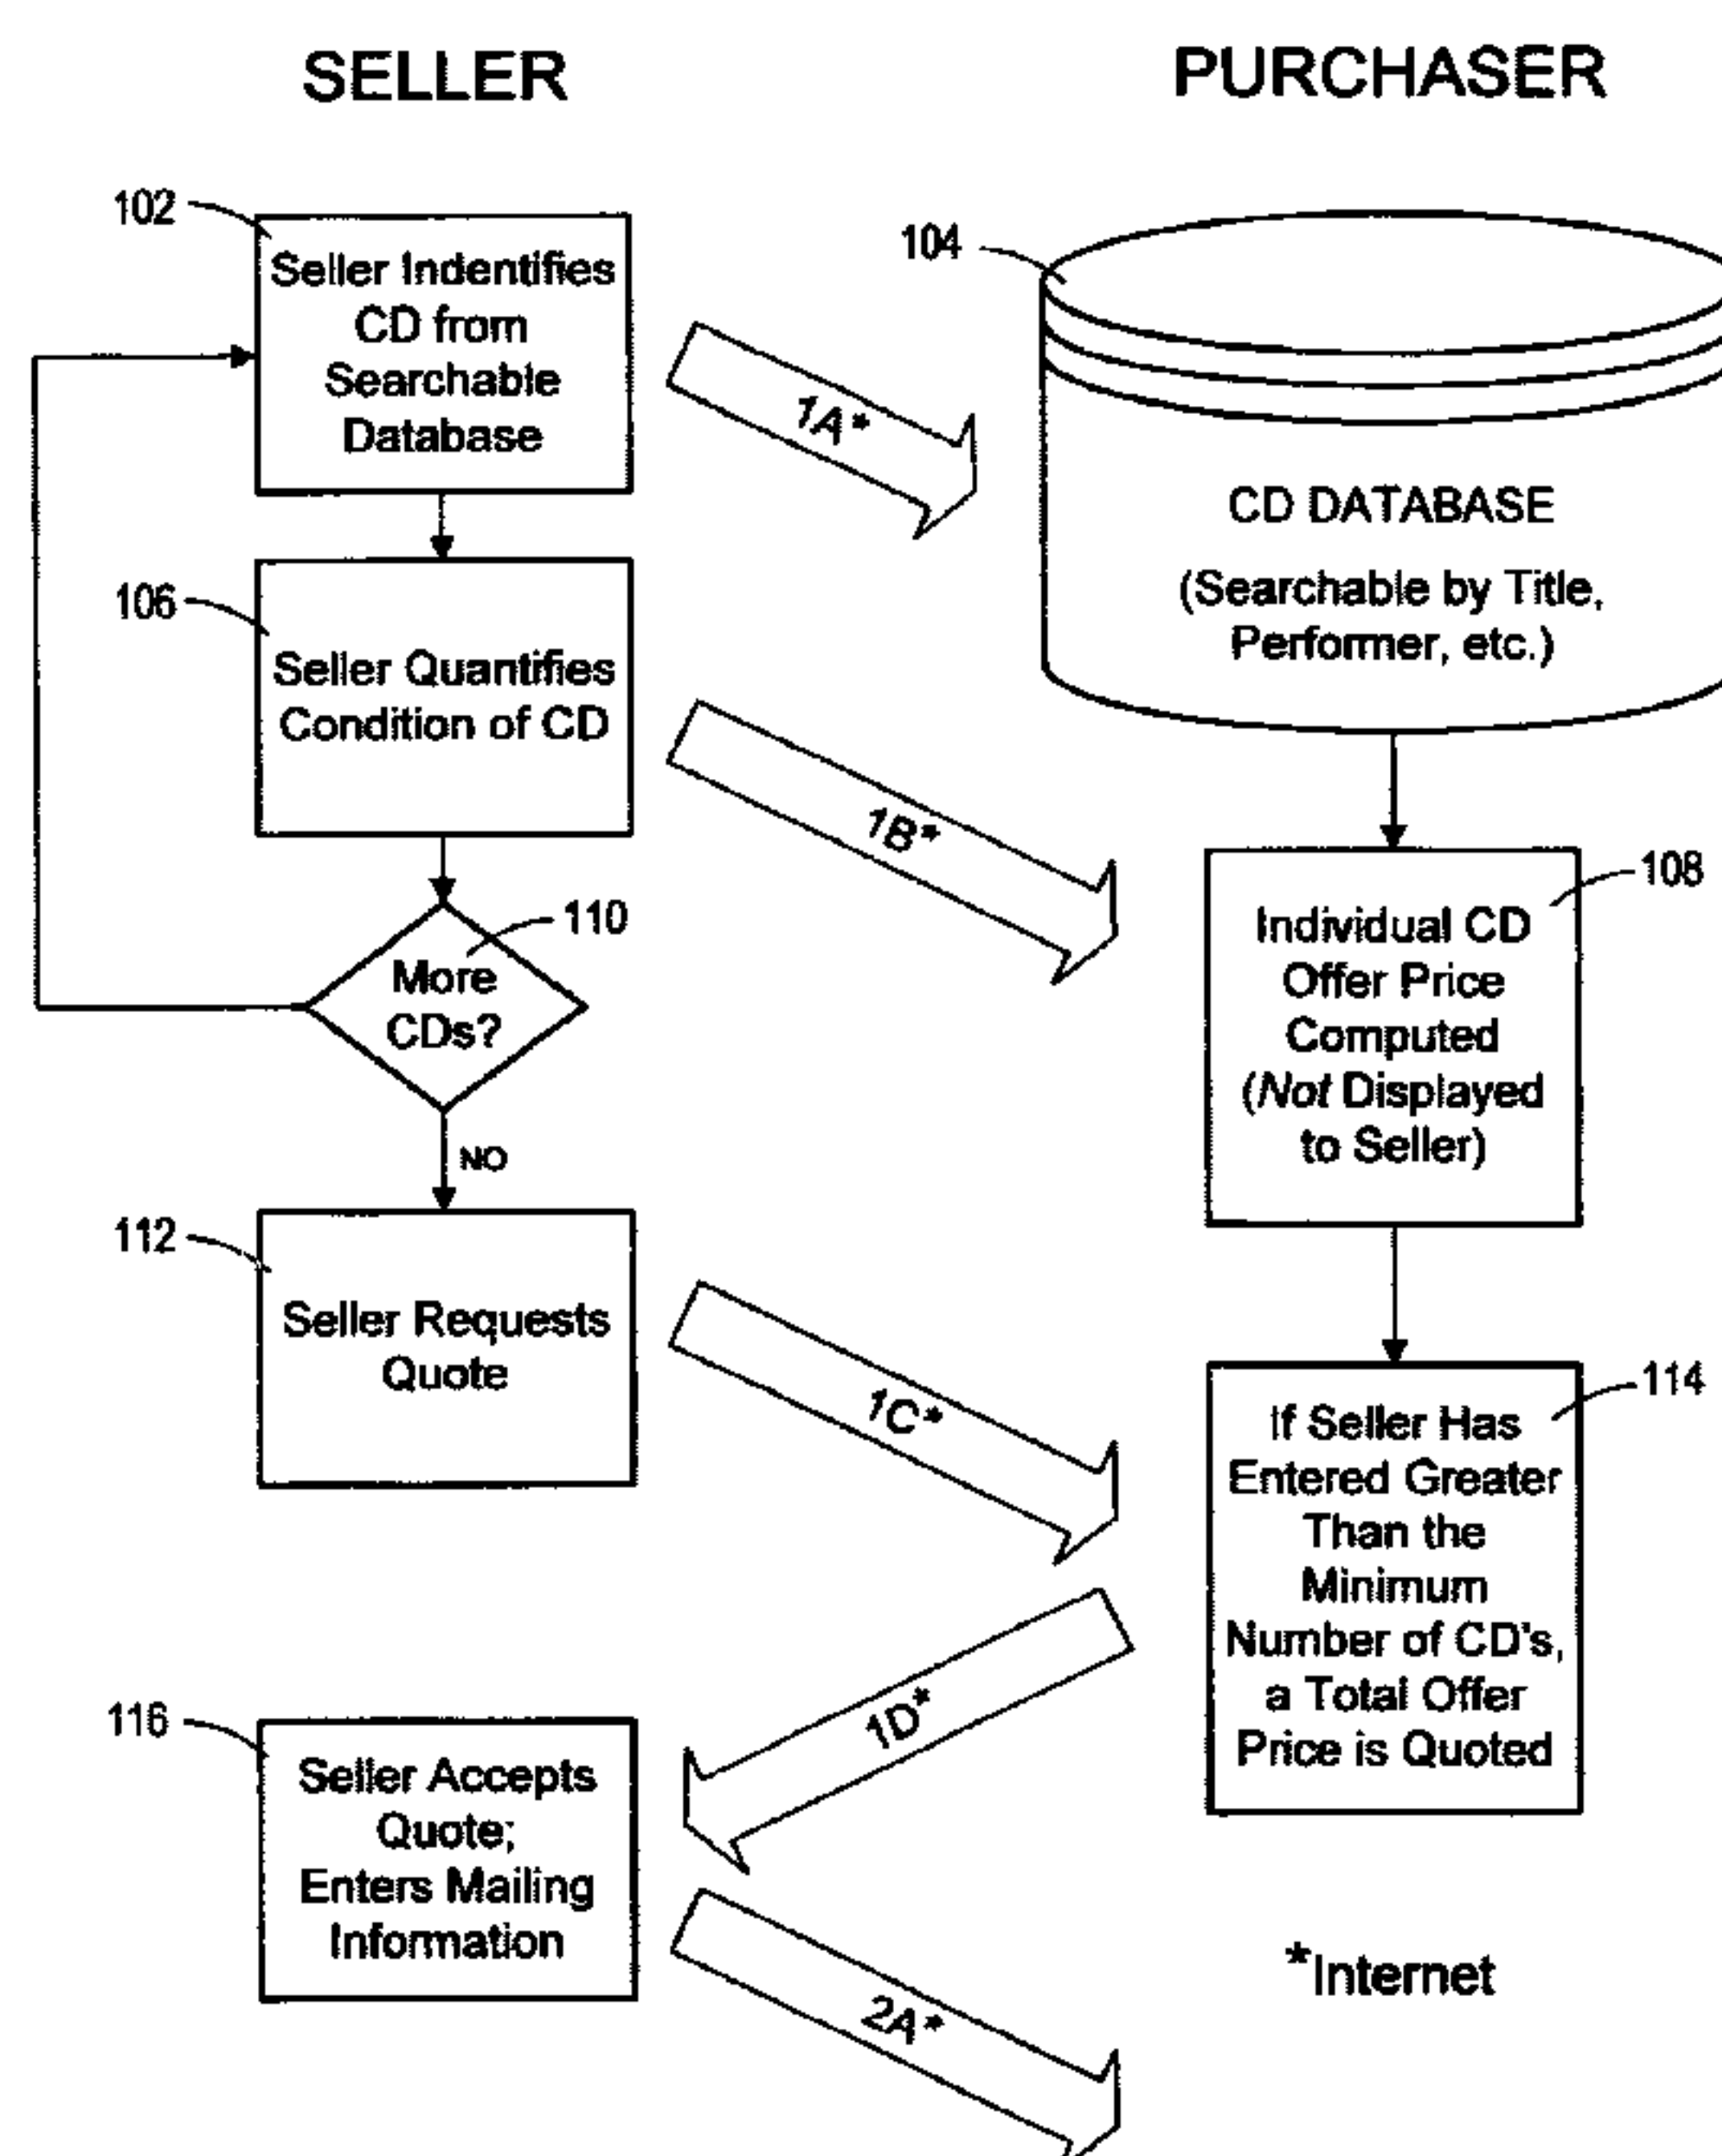 SELLER
PURCHASER
102
Seller Indentifies
CD from
Searchable
Database
104
CD DATABASE
(Searchable by Title,
Performer, etc.)
1A*
106
Seller Quantifies
Condition of CD
1B*
108
Individual CD
Offer Price
Computed
(Not Displayed
to Seller)
110
More
CDs?
NO
112
Seller Requests
Quote
1C*
114
If Seller Has
Entered Greater
Than the
Minimum
Number of CD's,
a Total Offer
Price is Quoted
1D*
116
Seller Accepts
Quote;
Enters Mailing
Information
2A*
*Internet